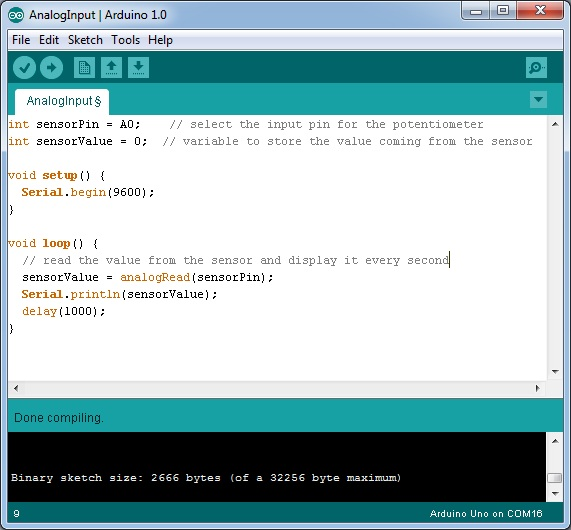 AnalogInput | Arduino 1.0
File Edit Sketch Tools Help
AnalogInput §
int sensorPin = A0;    // select the input pin for the potentiometer
int sensorValue = 0;  // variable to store the value coming from the sensor
void setup() {
  Serial.begin(9600);
}
void loop() {
  // read the value from the sensor and display it every second
  sensorValue = analogRead(sensorPin);
  Serial.println(sensorValue);
  delay(1000);
}
Done compiling.
Binary sketch size: 2666 bytes (of a 32256 byte maximum)
9 Arduino Uno on COM16